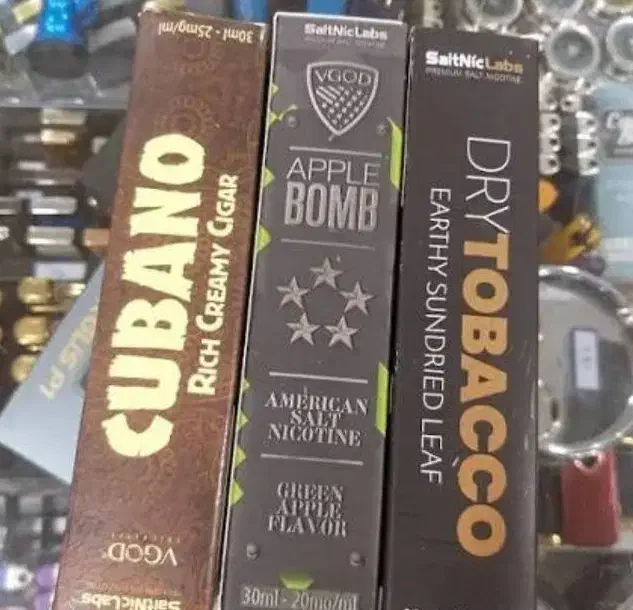 30ml - 25mg/ml
CUBANO
RICH CREAMY CIGAR
VGOD
SaltNicLabs
SaltNicLabs
VGOD
APPLE
BOMB
AMERICAN
SALT
NICOTINE
GREEN
APPLE
FLAVOR
30ml - 20mg/ml
SaltNicLabs
PREMIUM SALT NICOTINE
DRY TOBACCO
EARTHY SUNDRIED LEAF